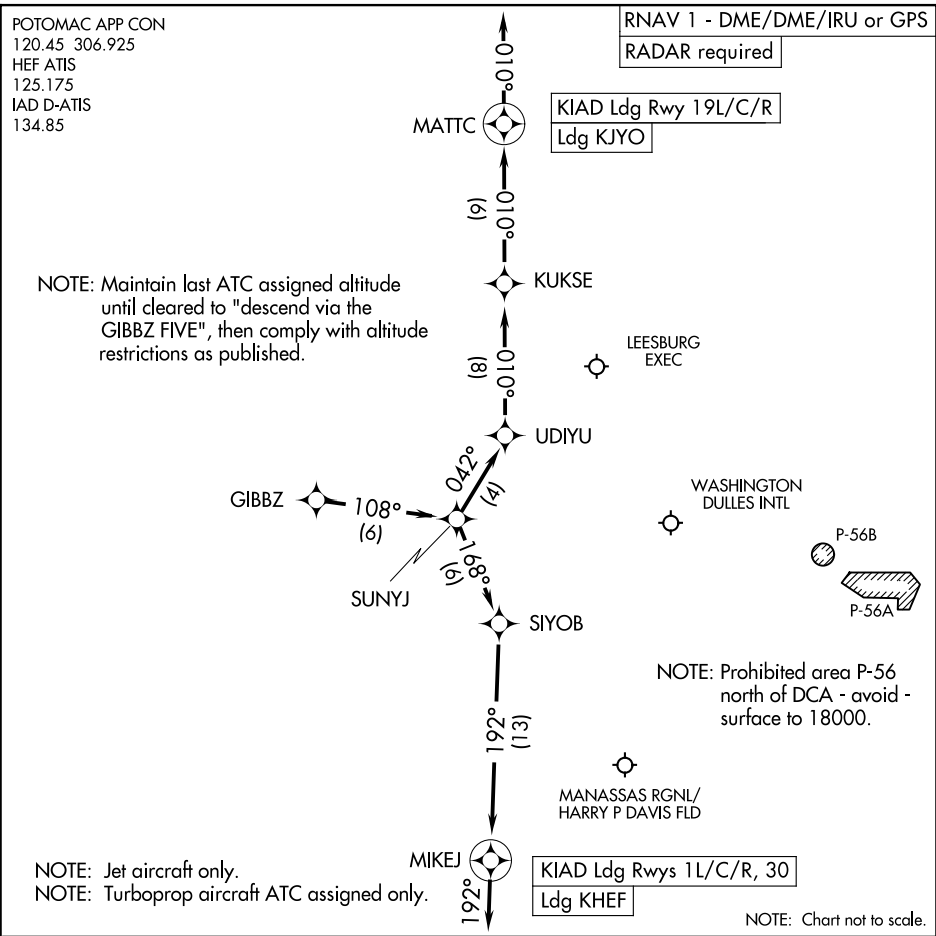 POTOMAC APP CON
120.45 306.925
HEF ATIS
125.175
IAD D-ATIS
134.85
RNAV 1 - DME/DME/IRU or GPS
RADAR required
010°
MATTC
KIAD Ldg Rwy 19L/C/R
Ldg KJYO
010°
(9)
KUKSE
NOTE: Maintain last ATC assigned altitude
until cleared to "descend via the
GIBBZ FIVE", then comply with altitude
restrictions as published.
LEESBURG
EXEC
010°
(8)
UDIYU
042°
(4)
GIBBZ
108°
(6)
WASHINGTON
DULLES INTL
P-56B
P-56A
SUNYJ
168°
(6)
SIYOB
NOTE: Prohibited area P-56
north of DCA - avoid -
surface to 18000.
192°
(13)
MANASSAS RGNL/
HARRY P DAVIS FLD
MIKEJ
KIAD Ldg Rwys 1L/C/R, 30
Ldg KHEF
192°
NOTE: Jet aircraft only.
NOTE: Turboprop aircraft ATC assigned only.
NOTE: Chart not to scale.